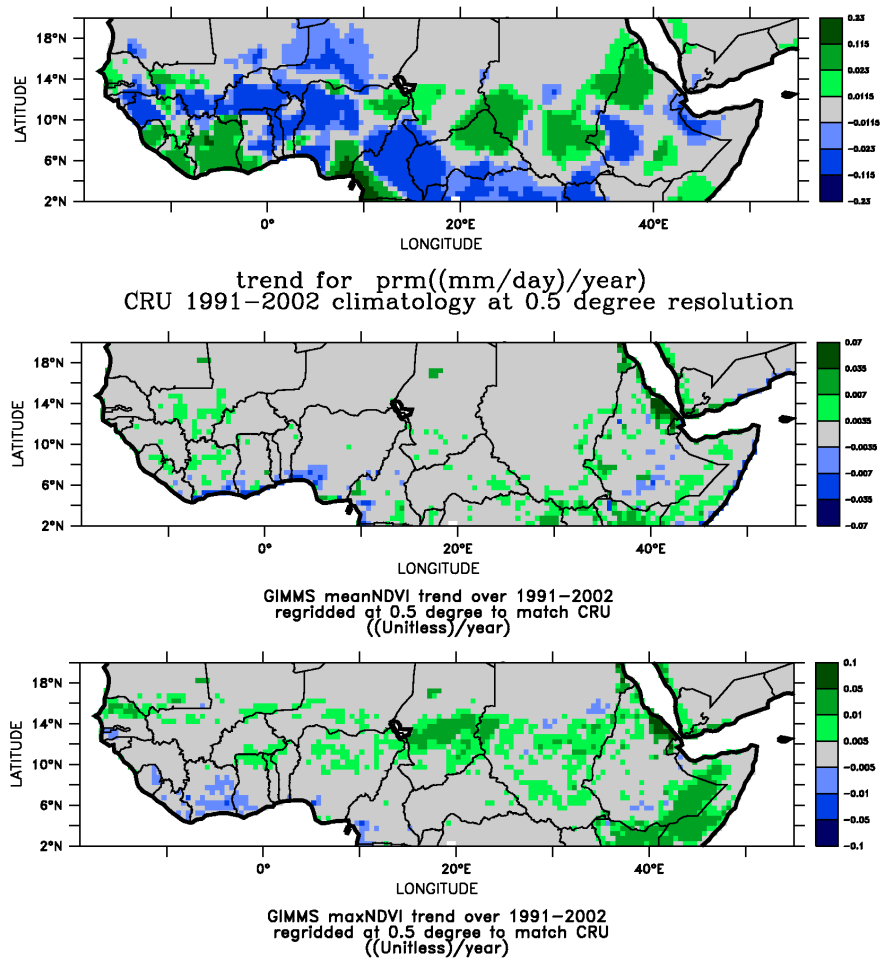 18°N
14°N
10°N
6°N
2°N
LATITUDE
0°
20°E
40°E
LONGITUDE
0.23
0.115
0.023
0.0115
-0.0115
-0.023
-0.115
-0.23
trend for prm((mm/day)/year)
CRU 1991-2002 climatology at 0.5 degree resolution
18°N
14°N
10°N
6°N
2°N
LATITUDE
0°
20°E
40°E
LONGITUDE
0.07
0.035
0.007
0.0035
-0.0035
-0.007
-0.035
-0.07
GIMMS meanNDVI trend over 1991-2002
regridded at 0.5 degree to match CRU
((Unitless)/year)
18°N
14°N
10°N
6°N
2°N
LATITUDE
0°
20°E
40°E
LONGITUDE
0.1
0.05
0.01
0.005
-0.005
-0.01
-0.05
-0.1
GIMMS maxNDVI trend over 1991-2002
regridded at 0.5 degree to match CRU
((Unitless)/year)